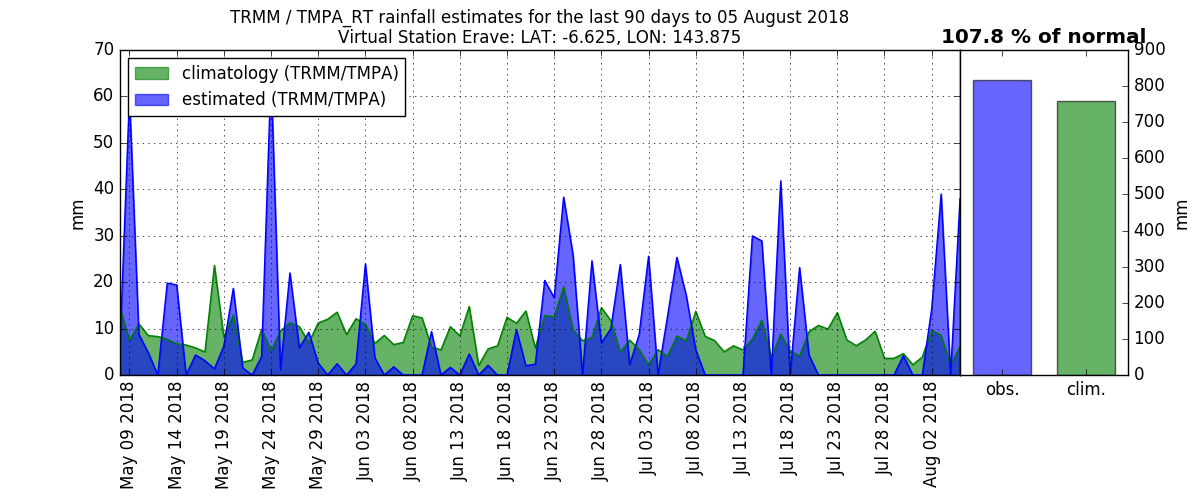 TRMM / TMPA_RT rainfall estimates for the last 90 days to 05 August 2018
Virtual Station Erave: LAT: -6.625, LON: 143.875
107.8 % of normal
climatology (TRMM/TMPA)
estimated (TRMM/TMPA)
70
60
50
40
30
20
10
0
mm
May 09 2018
May 14 2018
May 19 2018
May 24 2018
May 29 2018
Jun 03 2018
Jun 08 2018
Jun 13 2018
Jun 18 2018
Jun 23 2018
Jun 28 2018
Jul 03 2018
Jul 08 2018
Jul 13 2018
Jul 18 2018
Jul 23 2018
Jul 28 2018
Aug 02 2018
obs.
clim.
900
800
700
600
500
400
300
200
100
0
mm